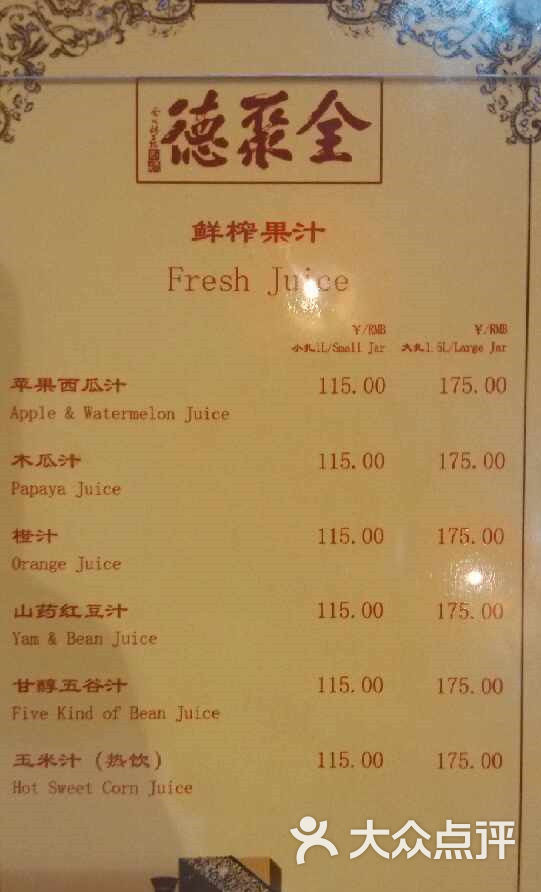 德聚全
鲜榨果汁
Fresh Juice
¥/RMB ¥/RMB
小扎1L/Small Jar 大扎1.5L/Large Jar
苹果西瓜汁 115.00 175.00
Apple & Watermelon Juice
木瓜汁 115.00 175.00
Papaya Juice
橙汁 115.00 175.00
Orange Juice
山药红豆汁 115.00 175.00
Yam & Bean Juice
甘醇五谷汁 115.00 175.00
Five Kind of Bean Juice
玉米汁（热饮） 115.00 175.00
Hot Sweet Corn Juice
大众点评